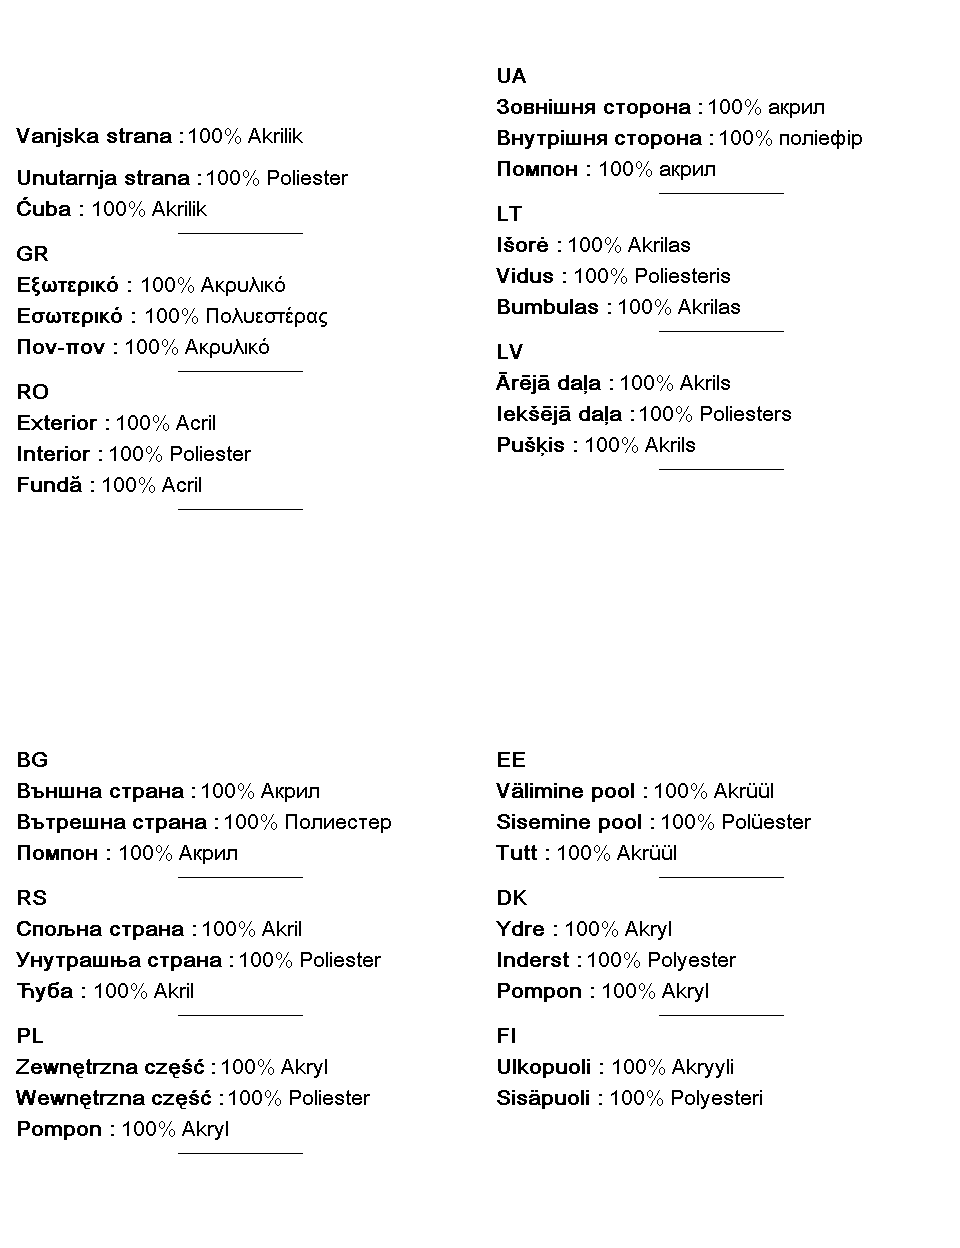 Vanjska strana : 100% Akrilik
Unutarnja strana : 100% Poliester
Ćuba : 100% Akrilik
GR
Εξωτερικό : 100% Ακρυλικό
Εσωτερικό : 100% Πολυεστέρας
Πον-πον : 100% Ακρυλικό
RO
Exterior : 100% Acril
Interior : 100% Poliester
Fundă : 100% Acril
UA
Зовнішня сторона : 100% акрил
Внутрішня сторона : 100% поліефір
Помпон : 100% акрил
LT
Išorė : 100% Akrilas
Vidus : 100% Poliesteris
Bumbulas : 100% Akrilas
LV
Ārējā daļa : 100% Akrils
Iekšējā daļa : 100% Poliesters
Pušķis : 100% Akrils
BG
Външна страна : 100% Акрил
Вътрешна страна : 100% Полиестер
Помпон : 100% Акрил
RS
Спољна страна : 100% Akril
Унутрашња страна : 100% Poliester
Ћуба : 100% Akril
PL
Zewnętrzna część : 100% Akryl
Wewnętrzna część : 100% Poliester
Pompon : 100% Akryl
EE
Välimine pool : 100% Akrüül
Sisemine pool : 100% Polüester
Tutt : 100% Akrüül
DK
Ydre : 100% Akryl
Inderst : 100% Polyester
Pompon : 100% Akryl
FI
Ulkopuoli : 100% Akryyli
Sisäpuoli : 100% Polyesteri